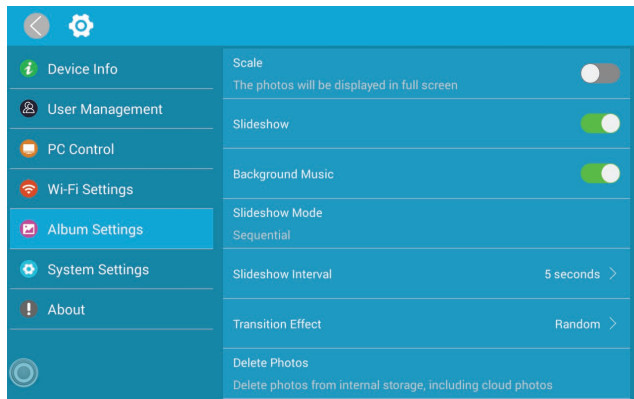 Device Info
User Management
PC Control
Wi-Fi Settings
Album Settings
System Settings
About
Scale
The photos will be displayed in full screen
Slideshow
Background Music
Slideshow Mode
Sequential
Slideshow Interval
5 seconds
Transition Effect
Random
Delete Photos
Delete photos from internal storage, including cloud photos